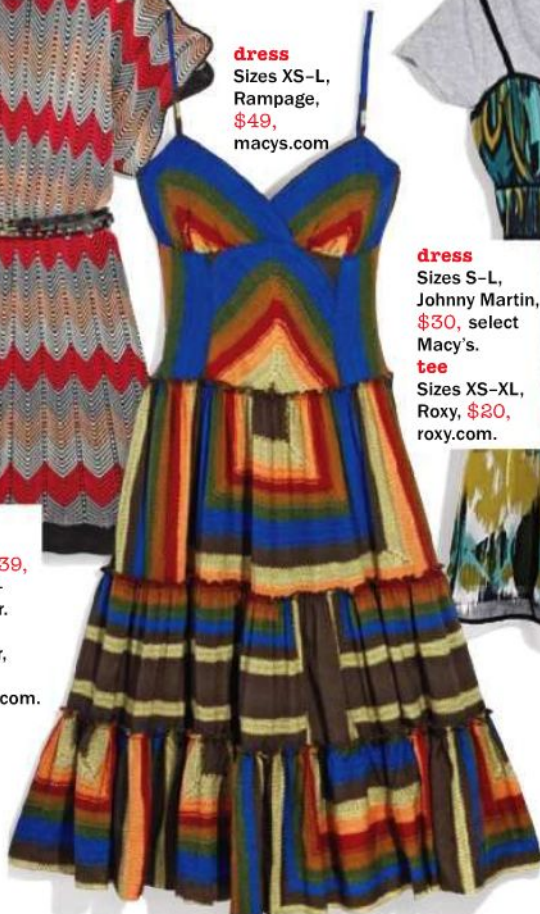 dress
Sizes XS–L,
Rampage,
$49,
macys.com
dress
Sizes S–L,
Johnny Martin,
$30, select
Macy's.
tee
Sizes XS–XL,
Roxy, $20,
roxy.com.
39,
r.
r,
com.